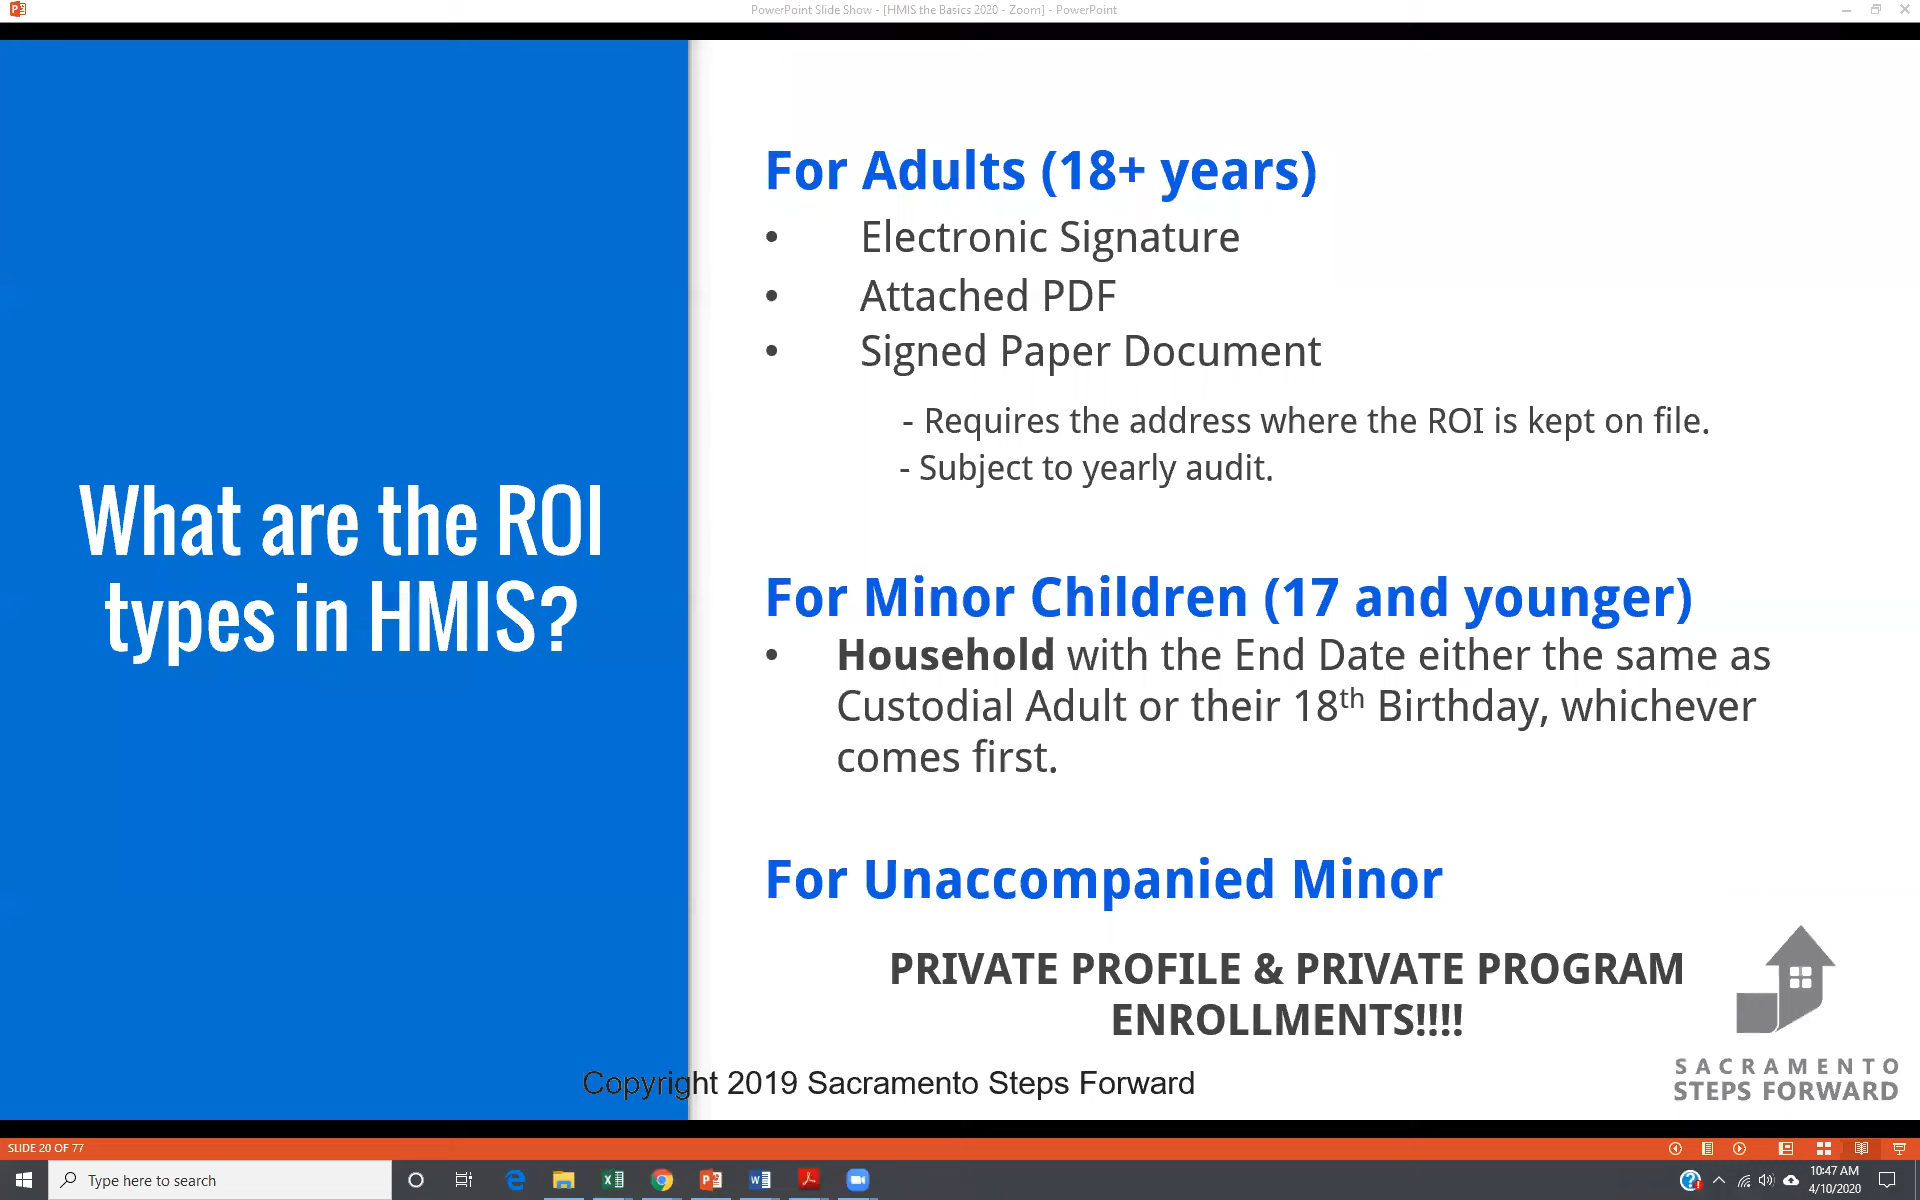 PowerPoint Slide Show - [HMIS the Basics 2020 - Zoom] - PowerPoint
What are the ROI
types in HMIS?
For Adults (18+ years)
• Electronic Signature
• Attached PDF
• Signed Paper Document
- Requires the address where the ROI is kept on file.
- Subject to yearly audit.
For Minor Children (17 and younger)
• Household with the End Date either the same as
Custodial Adult or their 18th Birthday, whichever
comes first.
For Unaccompanied Minor
PRIVATE PROFILE & PRIVATE PROGRAM
ENROLLMENTS!!!!
Copyright 2019 Sacramento Steps Forward
SACRAMENTO
STEPS FORWARD
SLIDE 20 OF 77
Type here to search
10:47 AM
4/10/2020